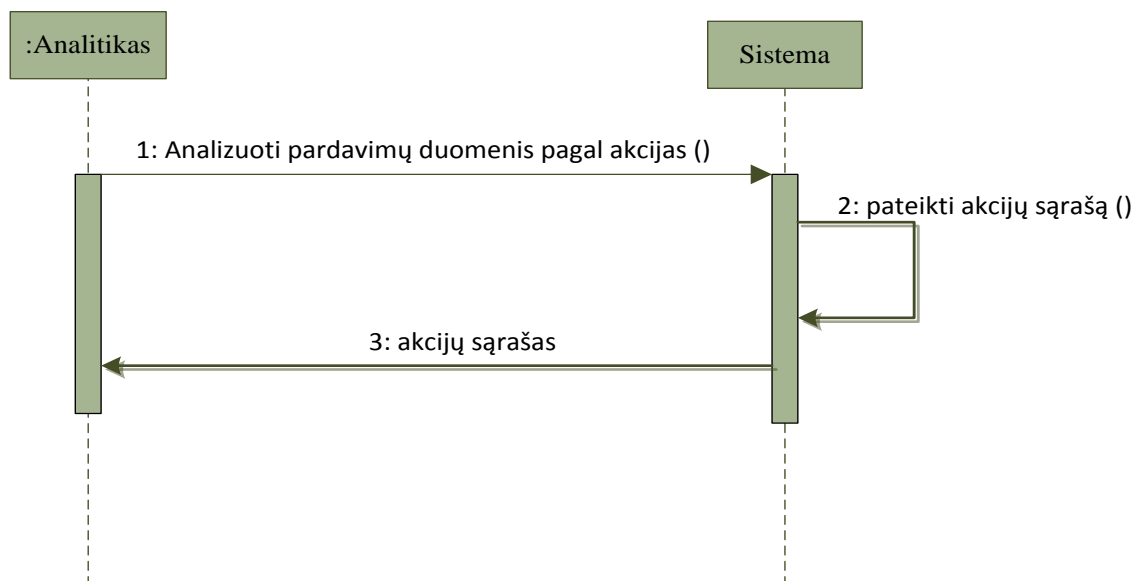 :Analitikas
Sistema
1: Analizuoti pardavimų duomenis pagal akcijas ()
2: pateikti akcijų sąrašą ()
3: akcijų sąrašas